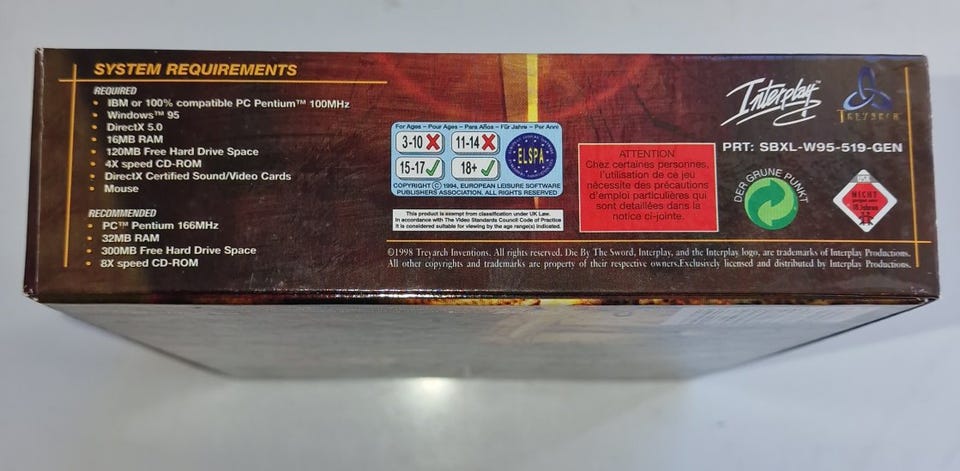 SYSTEM REQUIREMENTS
REQUIRED
• IBM or 100% compatible PC Pentium™ 100MHz
• Windows™ 95
• DirectX 5.0
• 16MB RAM
• 120MB Free Hard Drive Space
• 4X speed CD-ROM
• DirectX Certified Sound/Video Cards
• Mouse
RECOMMENDED
• PC™ Pentium 166MHz
• 32MB RAM
• 300MB Free Hard Drive Space
• 8X speed CD-ROM
For Ages - Pour Ages - Para Años - Für Jahre - Per Anni
3-10 11-14
15-17 18+
ELSPA
COPYRIGHT © 1994, EUROPEAN LEISURE SOFTWARE
PUBLISHERS ASSOCIATION. ALL RIGHTS RESERVED
This product is exempt from classification under UK Law.
In accordance with The Video Standards Council Code of Practice
it is considered suitable for viewing by the age range(s) indicated.
ATTENTION
Chez certaines personnes,
l'utilisation de ce jeu
nécessite des précautions
d'emploi particulières qui
sont detaillées dans la
notice ci-jointe.
Interplay™
TREYARCH
PRT: SBXL-W95-519-GEN
DER GRÜNE PUNKT
NICHT
geeignet unter
18 Jahren
©1998 Treyarch Inventions. All rights reserved. Die By The Sword, Interplay, and the Interplay logo, are trademarks of Interplay Productions.
All other copyrights and trademarks are property of their respective owners.Exclusively licensed and distributed by Interplay Productions.